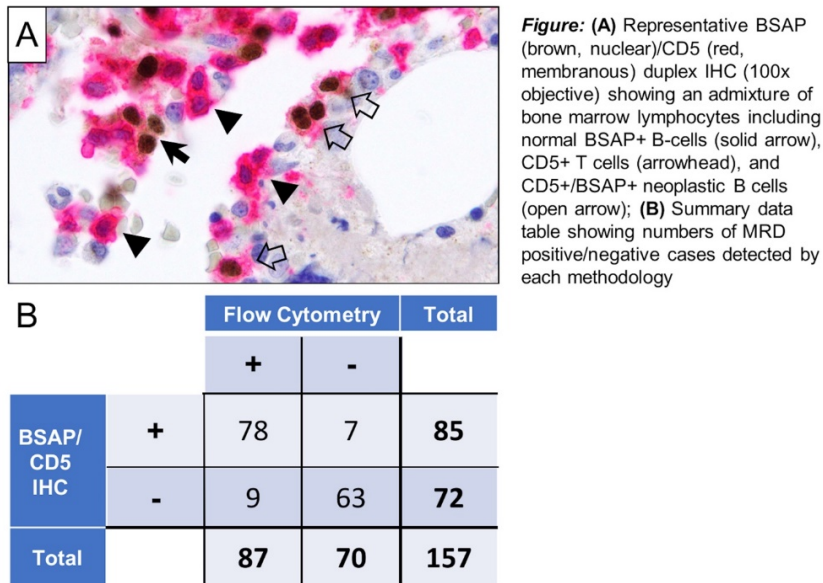 A
Figure: (A) Representative BSAP
(brown, nuclear)/CD5 (red,
membranous) duplex IHC (100x
objective) showing an admixture of
bone marrow lymphocytes including
normal BSAP+ B-cells (solid arrow),
CD5+ T cells (arrowhead), and
CD5+/BSAP+ neoplastic B cells
(open arrow); (B) Summary data
table showing numbers of MRD
positive/negative cases detected by
each methodology
B
Flow Cytometry Total
+ -
BSAP/
CD5
IHC
+ 78 7 85
- 9 63 72
Total 87 70 157